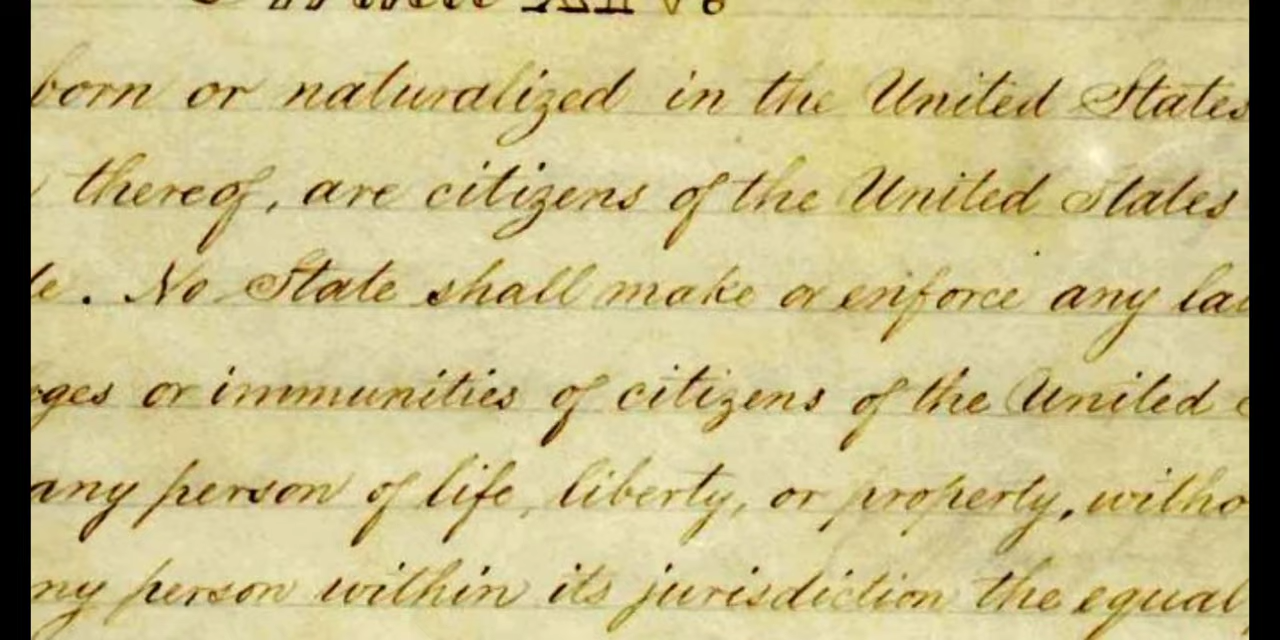 Article XIV.
born or naturalized in the United States
thereof, are citizens of the United States
No State shall make or enforce any
or immunities of citizens of the United
any person of life, liberty, or property,
person within its jurisdiction the equal